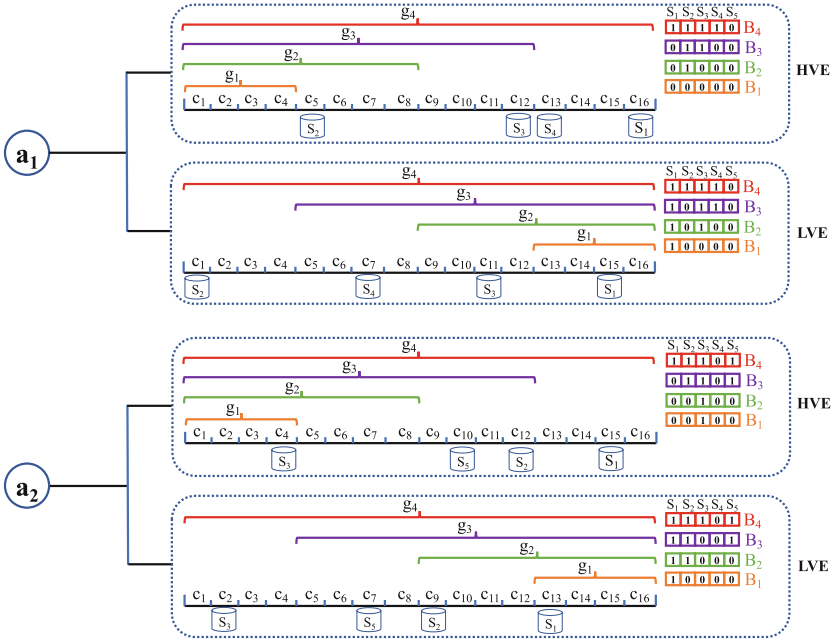 g₄ S₁ S₂ S₃ S₄ S₅
1 1 1 1 0 B₄
g₃ 0 1 1 1 0 B₃
g₂ 0 1 0 0 0 B₂ HVE
g₁ 0 0 0 0 0 B₁
c₁ c₂ c₃ c₄ c₅ c₆ c₇ c₈ c₉ c₁₀ c₁₁ c₁₂ c₁₃ c₁₄ c₁₅ c₁₆
S₂ S₃ S₄ S₁
a₁
S₁ S₂ S₃ S₄ S₅
g₄ 1 1 1 1 0 B₄
g₃ 1 0 1 1 0 B₃
g₂ 1 0 1 0 0 B₂ LVE
g₁ 1 0 0 0 0 B₁
c₁ c₂ c₃ c₄ c₅ c₆ c₇ c₈ c₉ c₁₀ c₁₁ c₁₂ c₁₃ c₁₄ c₁₅ c₁₆
S₂ S₄ S₃ S₁
g₄ S₁ S₂ S₃ S₄ S₅
1 1 1 0 1 B₄
g₃ 0 1 1 0 1 B₃
g₂ 0 0 1 0 0 B₂ HVE
g₁ 0 0 1 0 0 B₁
c₁ c₂ c₃ c₄ c₅ c₆ c₇ c₈ c₉ c₁₀ c₁₁ c₁₂ c₁₃ c₁₄ c₁₅ c₁₆
S₃ S₅ S₂ S₁
a₂
g₄ S₁ S₂ S₃ S₄ S₅
1 1 1 0 1 B₄
g₃ 1 1 0 0 1 B₃
g₂ 1 1 0 0 0 B₂ LVE
g₁ 1 0 0 0 0 B₁
c₁ c₂ c₃ c₄ c₅ c₆ c₇ c₈ c₉ c₁₀ c₁₁ c₁₂ c₁₃ c₁₄ c₁₅ c₁₆
S₃ S₅ S₂ S₁